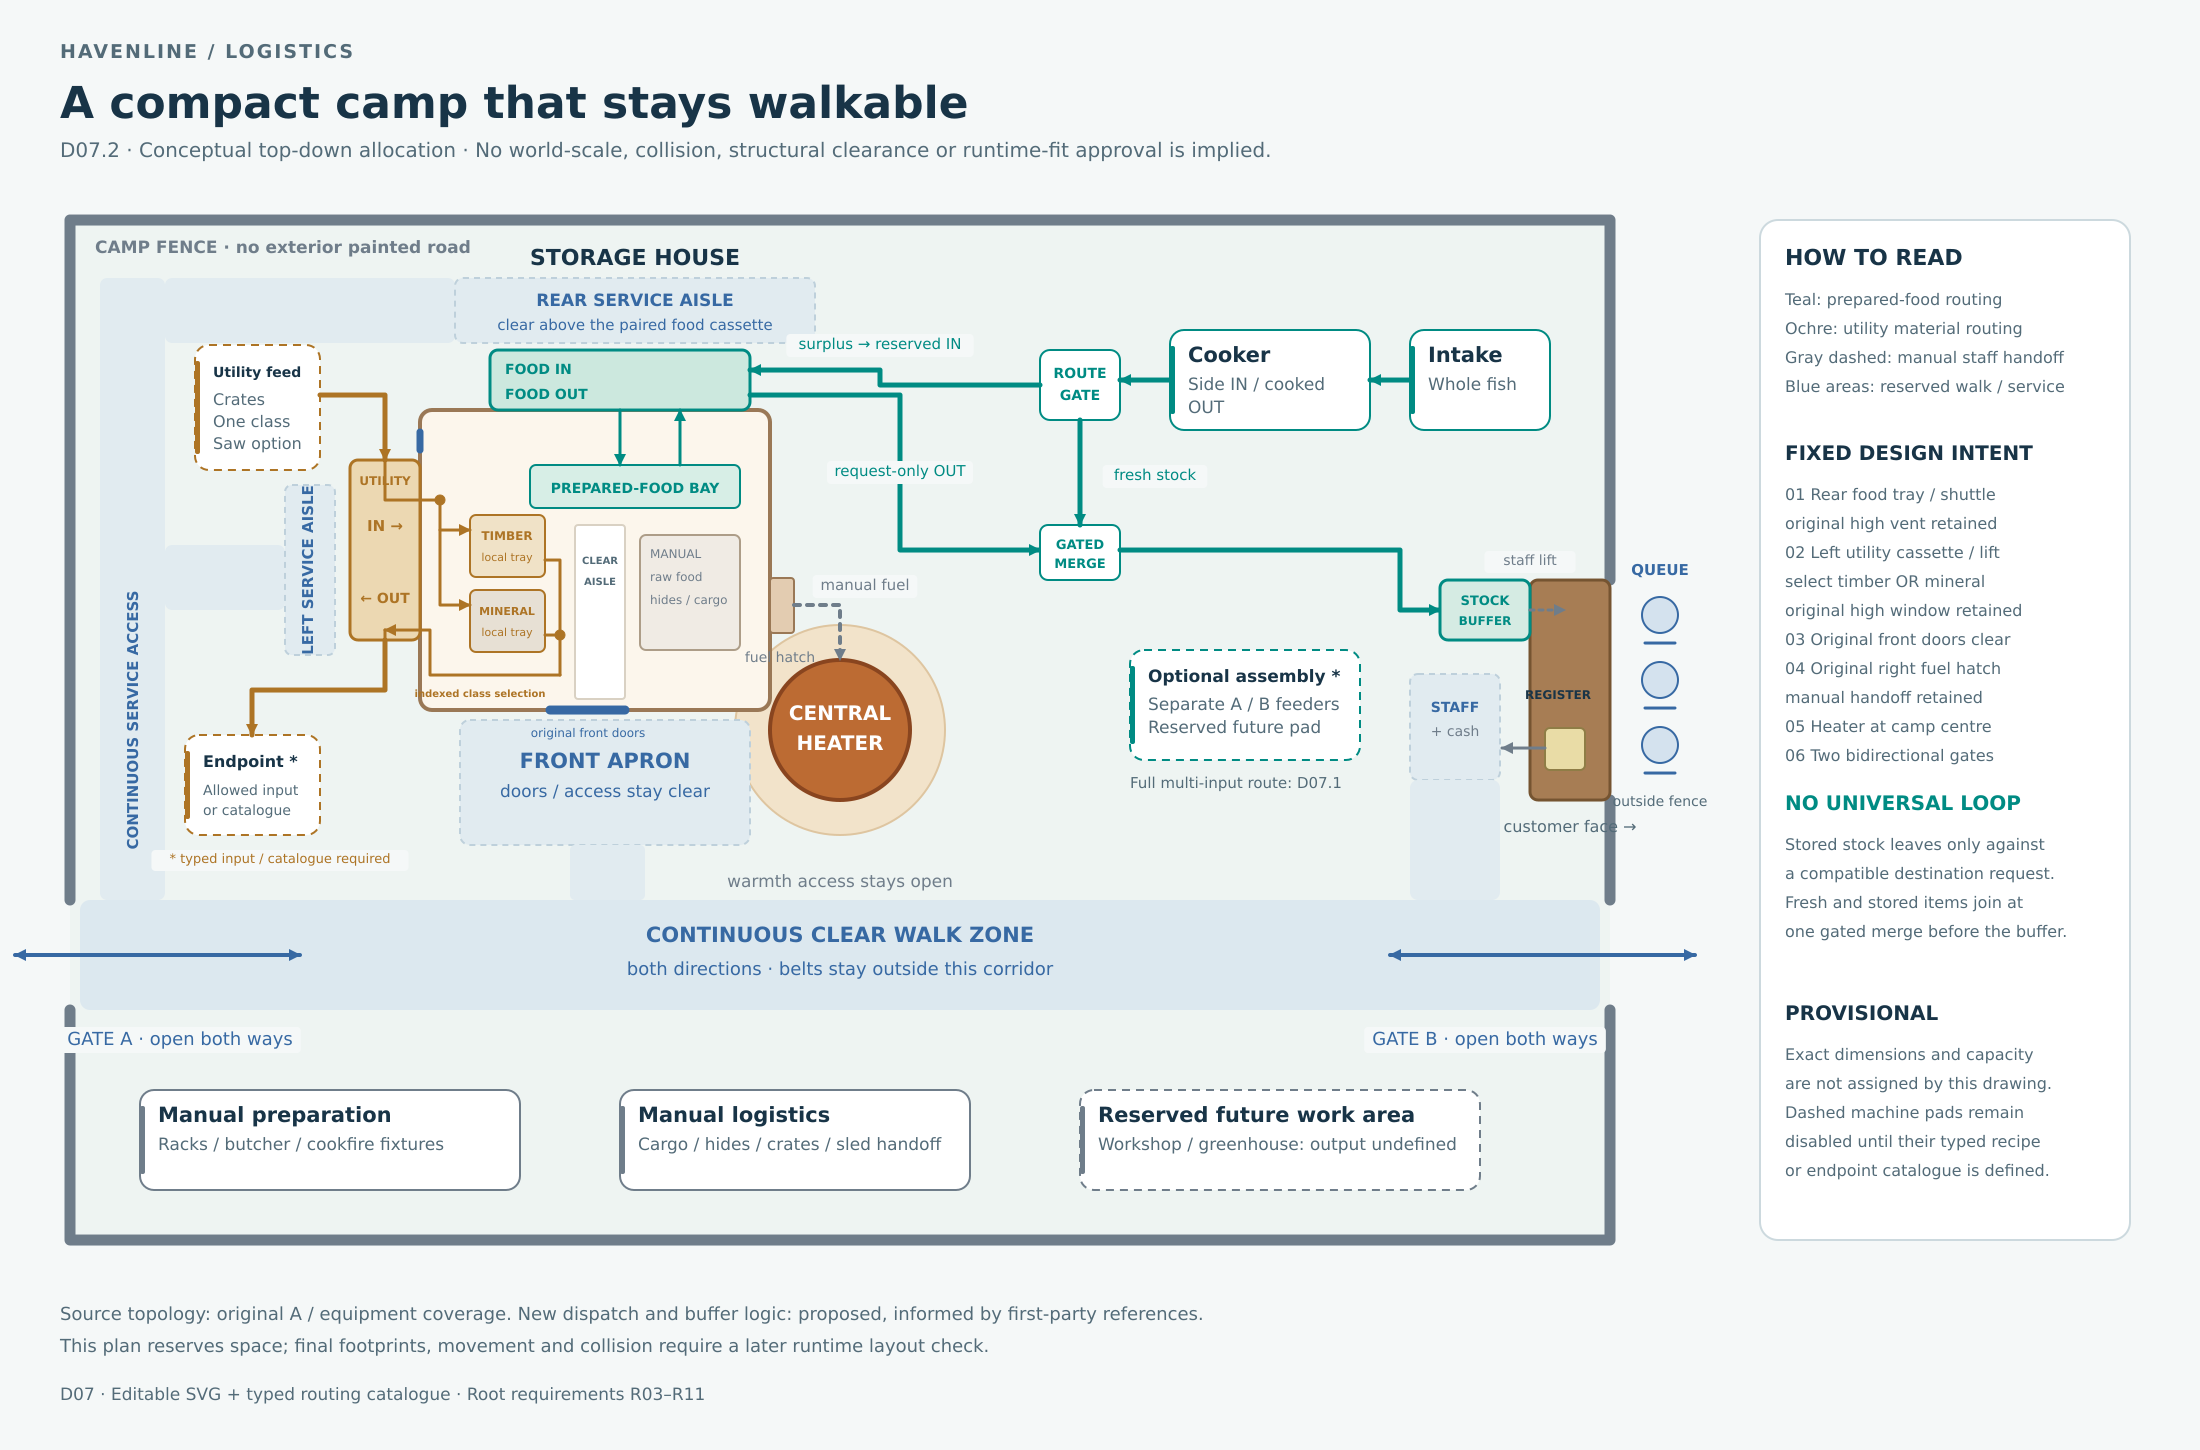 HAVENLINE / LOGISTICS
A compact camp that stays walkable
D07.2 · Conceptual top-down allocation · No world-scale, collision, structural clearance or runtime-fit approval is implied.
CAMP FENCE · no exterior painted road
STORAGE HOUSE
REAR SERVICE AISLE
clear above the paired food cassette
surplus → reserved IN
FOOD IN
FOOD OUT
Utility feed
Crates
One class
Saw option
ROUTE
GATE
Cooker
Side IN / cooked
OUT
Intake
Whole fish
UTILITY
IN →
← OUT
LEFT SERVICE AISLE
CONTINUOUS SERVICE ACCESS
PREPARED-FOOD BAY
request-only OUT
fresh stock
TIMBER
local tray
MINERAL
local tray
CLEAR
AISLE
MANUAL
raw food
hides / cargo
indexed class selection
manual fuel
fuel hatch
GATED
MERGE
staff lift
QUEUE
STOCK
BUFFER
REGISTER
STAFF
+ cash
outside fence
customer face →
Optional assembly *
Separate A / B feeders
Reserved future pad
Full multi-input route: D07.1
CENTRAL
HEATER
original front doors
FRONT APRON
doors / access stay clear
Endpoint *
Allowed input
or catalogue
* typed input / catalogue required
warmth access stays open
CONTINUOUS CLEAR WALK ZONE
both directions · belts stay outside this corridor
GATE A · open both ways
GATE B · open both ways
Manual preparation
Racks / butcher / cookfire fixtures
Manual logistics
Cargo / hides / crates / sled handoff
Reserved future work area
Workshop / greenhouse: output undefined
HOW TO READ
Teal: prepared-food routing
Ochre: utility material routing
Gray dashed: manual staff handoff
Blue areas: reserved walk / service
FIXED DESIGN INTENT
01 Rear food tray / shuttle
original high vent retained
02 Left utility cassette / lift
select timber OR mineral
original high window retained
03 Original front doors clear
04 Original right fuel hatch
manual handoff retained
05 Heater at camp centre
06 Two bidirectional gates
NO UNIVERSAL LOOP
Stored stock leaves only against
a compatible destination request.
Fresh and stored items join at
one gated merge before the buffer.
PROVISIONAL
Exact dimensions and capacity
are not assigned by this drawing.
Dashed machine pads remain
disabled until their typed recipe
or endpoint catalogue is defined.
Source topology: original A / equipment coverage. New dispatch and buffer logic: proposed, informed by first-party references.
This plan reserves space; final footprints, movement and collision require a later runtime layout check.
D07 · Editable SVG + typed routing catalogue · Root requirements R03–R11